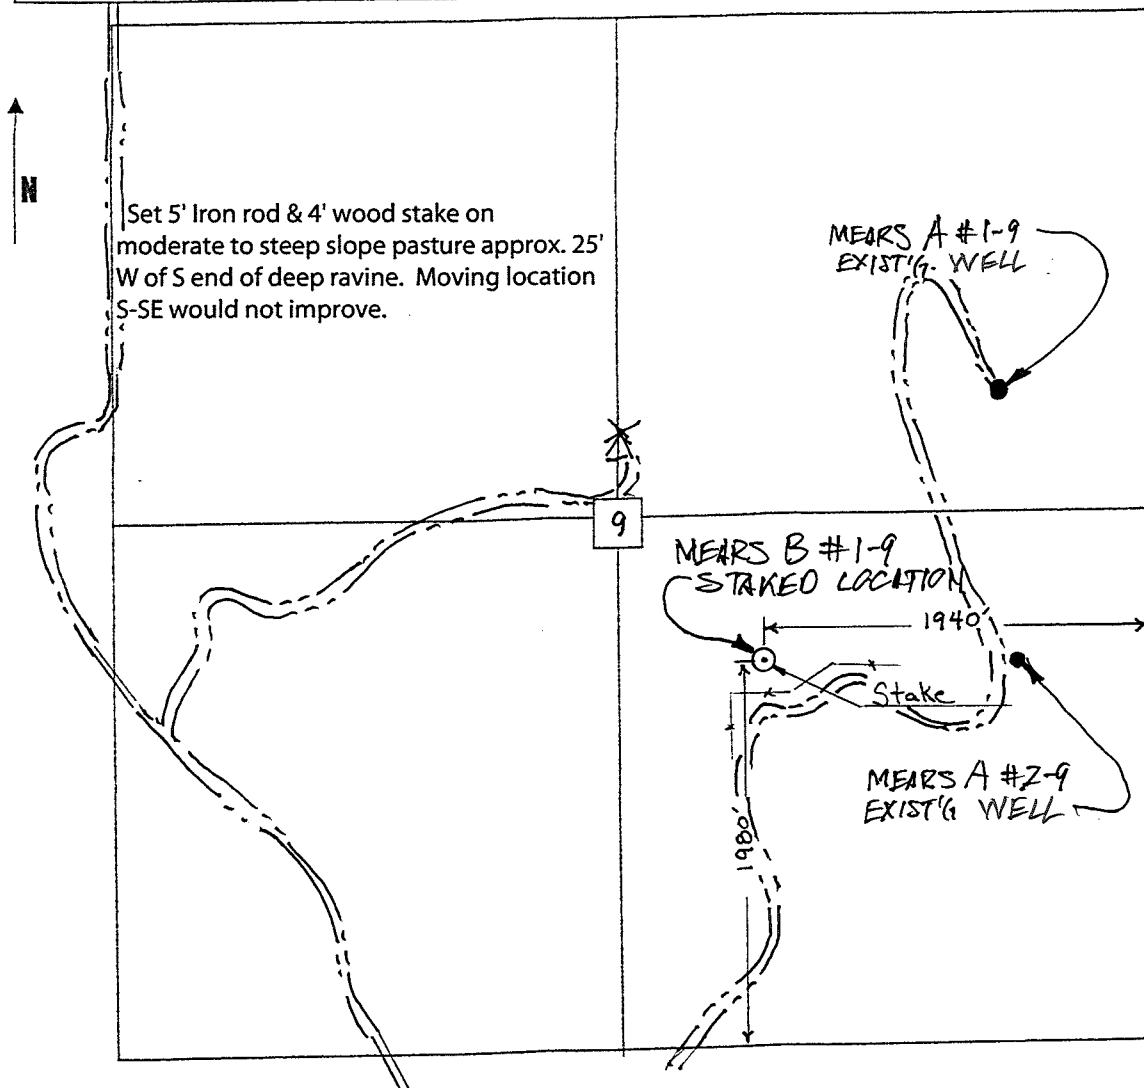 N
Set 5' Iron rod & 4' wood stake on
moderate to steep slope pasture approx. 25'
W of S end of deep ravine. Moving location
S-SE would not improve.
MEARS A #1-9
EXIST'G. WELL
9
MEARS B #1-9
STAKED LOCATION
1940'
Stake
MEARS A #2-9
EXIST'G WELL
1980'